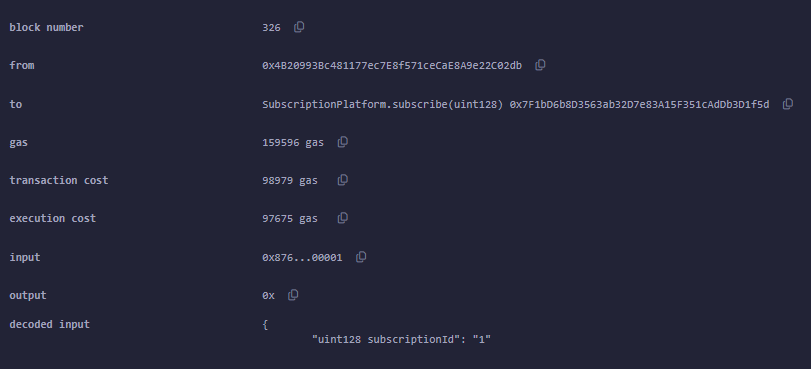 block number 326
from 0x4B20993Bc481177ec7E8f571ceCaE8A9e22C02db
to SubscriptionPlatform.subscribe(uint128) 0x7F1bD6b8D3563ab32D7e83A15F351cAdDb3D1f5d
gas 159596 gas
transaction cost 98979 gas
execution cost 97675 gas
input 0x876...00001
output 0x
decoded input {
"uint128 subscriptionId": "1"